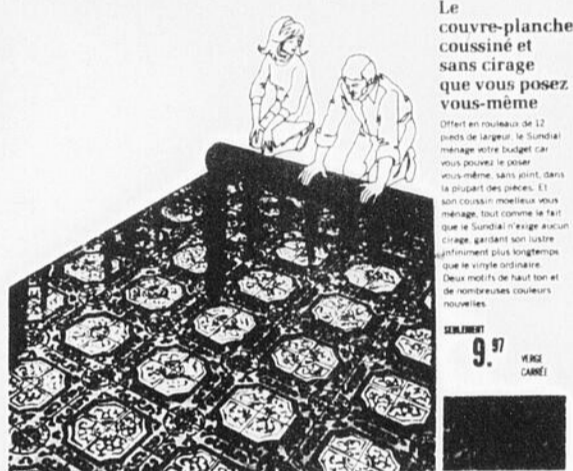 Le
couvre-planche
coussiné et
sans cirage
que vous posez
vous-même
Offert en rouleaux de 12
pieds de largeur, le Sundial
ménage votre budget car
vous pouvez le poser
vous-même, sans joint, dans
la plupart des pièces. Et
son coussin moelleux vous
ménage, tout comme le fait
que le Sundial n'exige aucun
cirage, gardant son lustre
infiniment plus longtemps
que le vinyle ordinaire.
Deux motifs de haut ton et
de nombreuses couleurs
nouvelles.
SEULEMENT
9.97
VERGE
CARRÉE